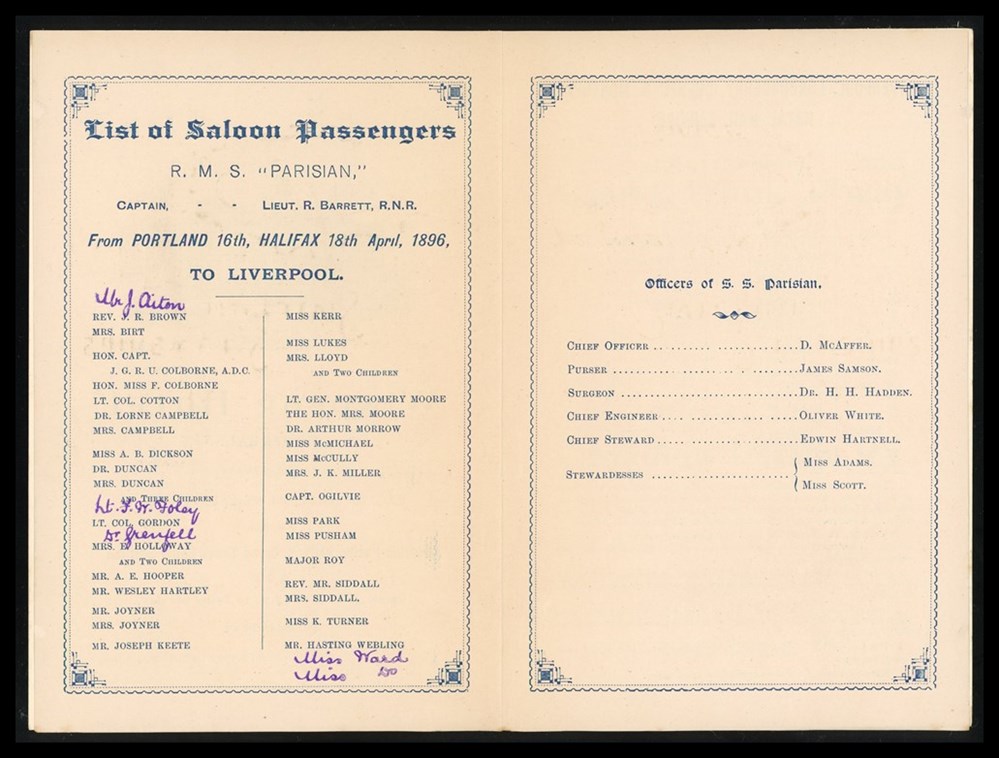 List of Saloon Passengers
R. M. S. "PARISIAN,"
CAPTAIN, - - LIEUT. R. BARRETT, R.N.R.
From PORTLAND 16th, HALIFAX 18th April, 1896,
TO LIVERPOOL.
Mr J. Aiton
REV. J. R. BROWN
MRS. BIRT
HON. CAPT.
J. G. R. U. COLBORNE, A.D.C.
HON. MISS F. COLBORNE
LT. COL. COTTON
DR. LORNE CAMPBELL
MRS. CAMPBELL
MISS A. B. DICKSON
DR. DUNCAN
MRS. DUNCAN
AND THREE CHILDREN
Lt. F. W. Foley
LT. COL. GORDON
Dr Grenfell
MRS. E. HOLLOWAY
AND TWO CHILDREN
MR. A. E. HOOPER
MR. WESLEY HARTLEY
MR. JOYNER
MRS. JOYNER
MR. JOSEPH KEETE
MISS KERR
MISS LUKES
MRS. LLOYD
AND TWO CHILDREN
LT. GEN. MONTGOMERY MOORE
THE HON. MRS. MOORE
DR. ARTHUR MORROW
MISS McMICHAEL
MISS McCULLY
MRS. J. K. MILLER
CAPT. OGILVIE
MISS PARK
MISS PUSHAM
MAJOR ROY
REV. MR. SIDDALL
MRS. SIDDALL.
MISS K. TURNER
MR. HASTING WEBLING
Miss Ward
Miss Do
Officers of S. S. Parisian.
CHIEF OFFICER ..................... D. McAFFER.
PURSER ..................... JAMES SAMSON.
SURGEON ..................... DR. H. H. HADDEN.
CHIEF ENGINEER ..................... OLIVER WHITE.
CHIEF STEWARD ..................... EDWIN HARTNELL.
STEWARDESSES ..................... { MISS ADAMS.
MISS SCOTT.